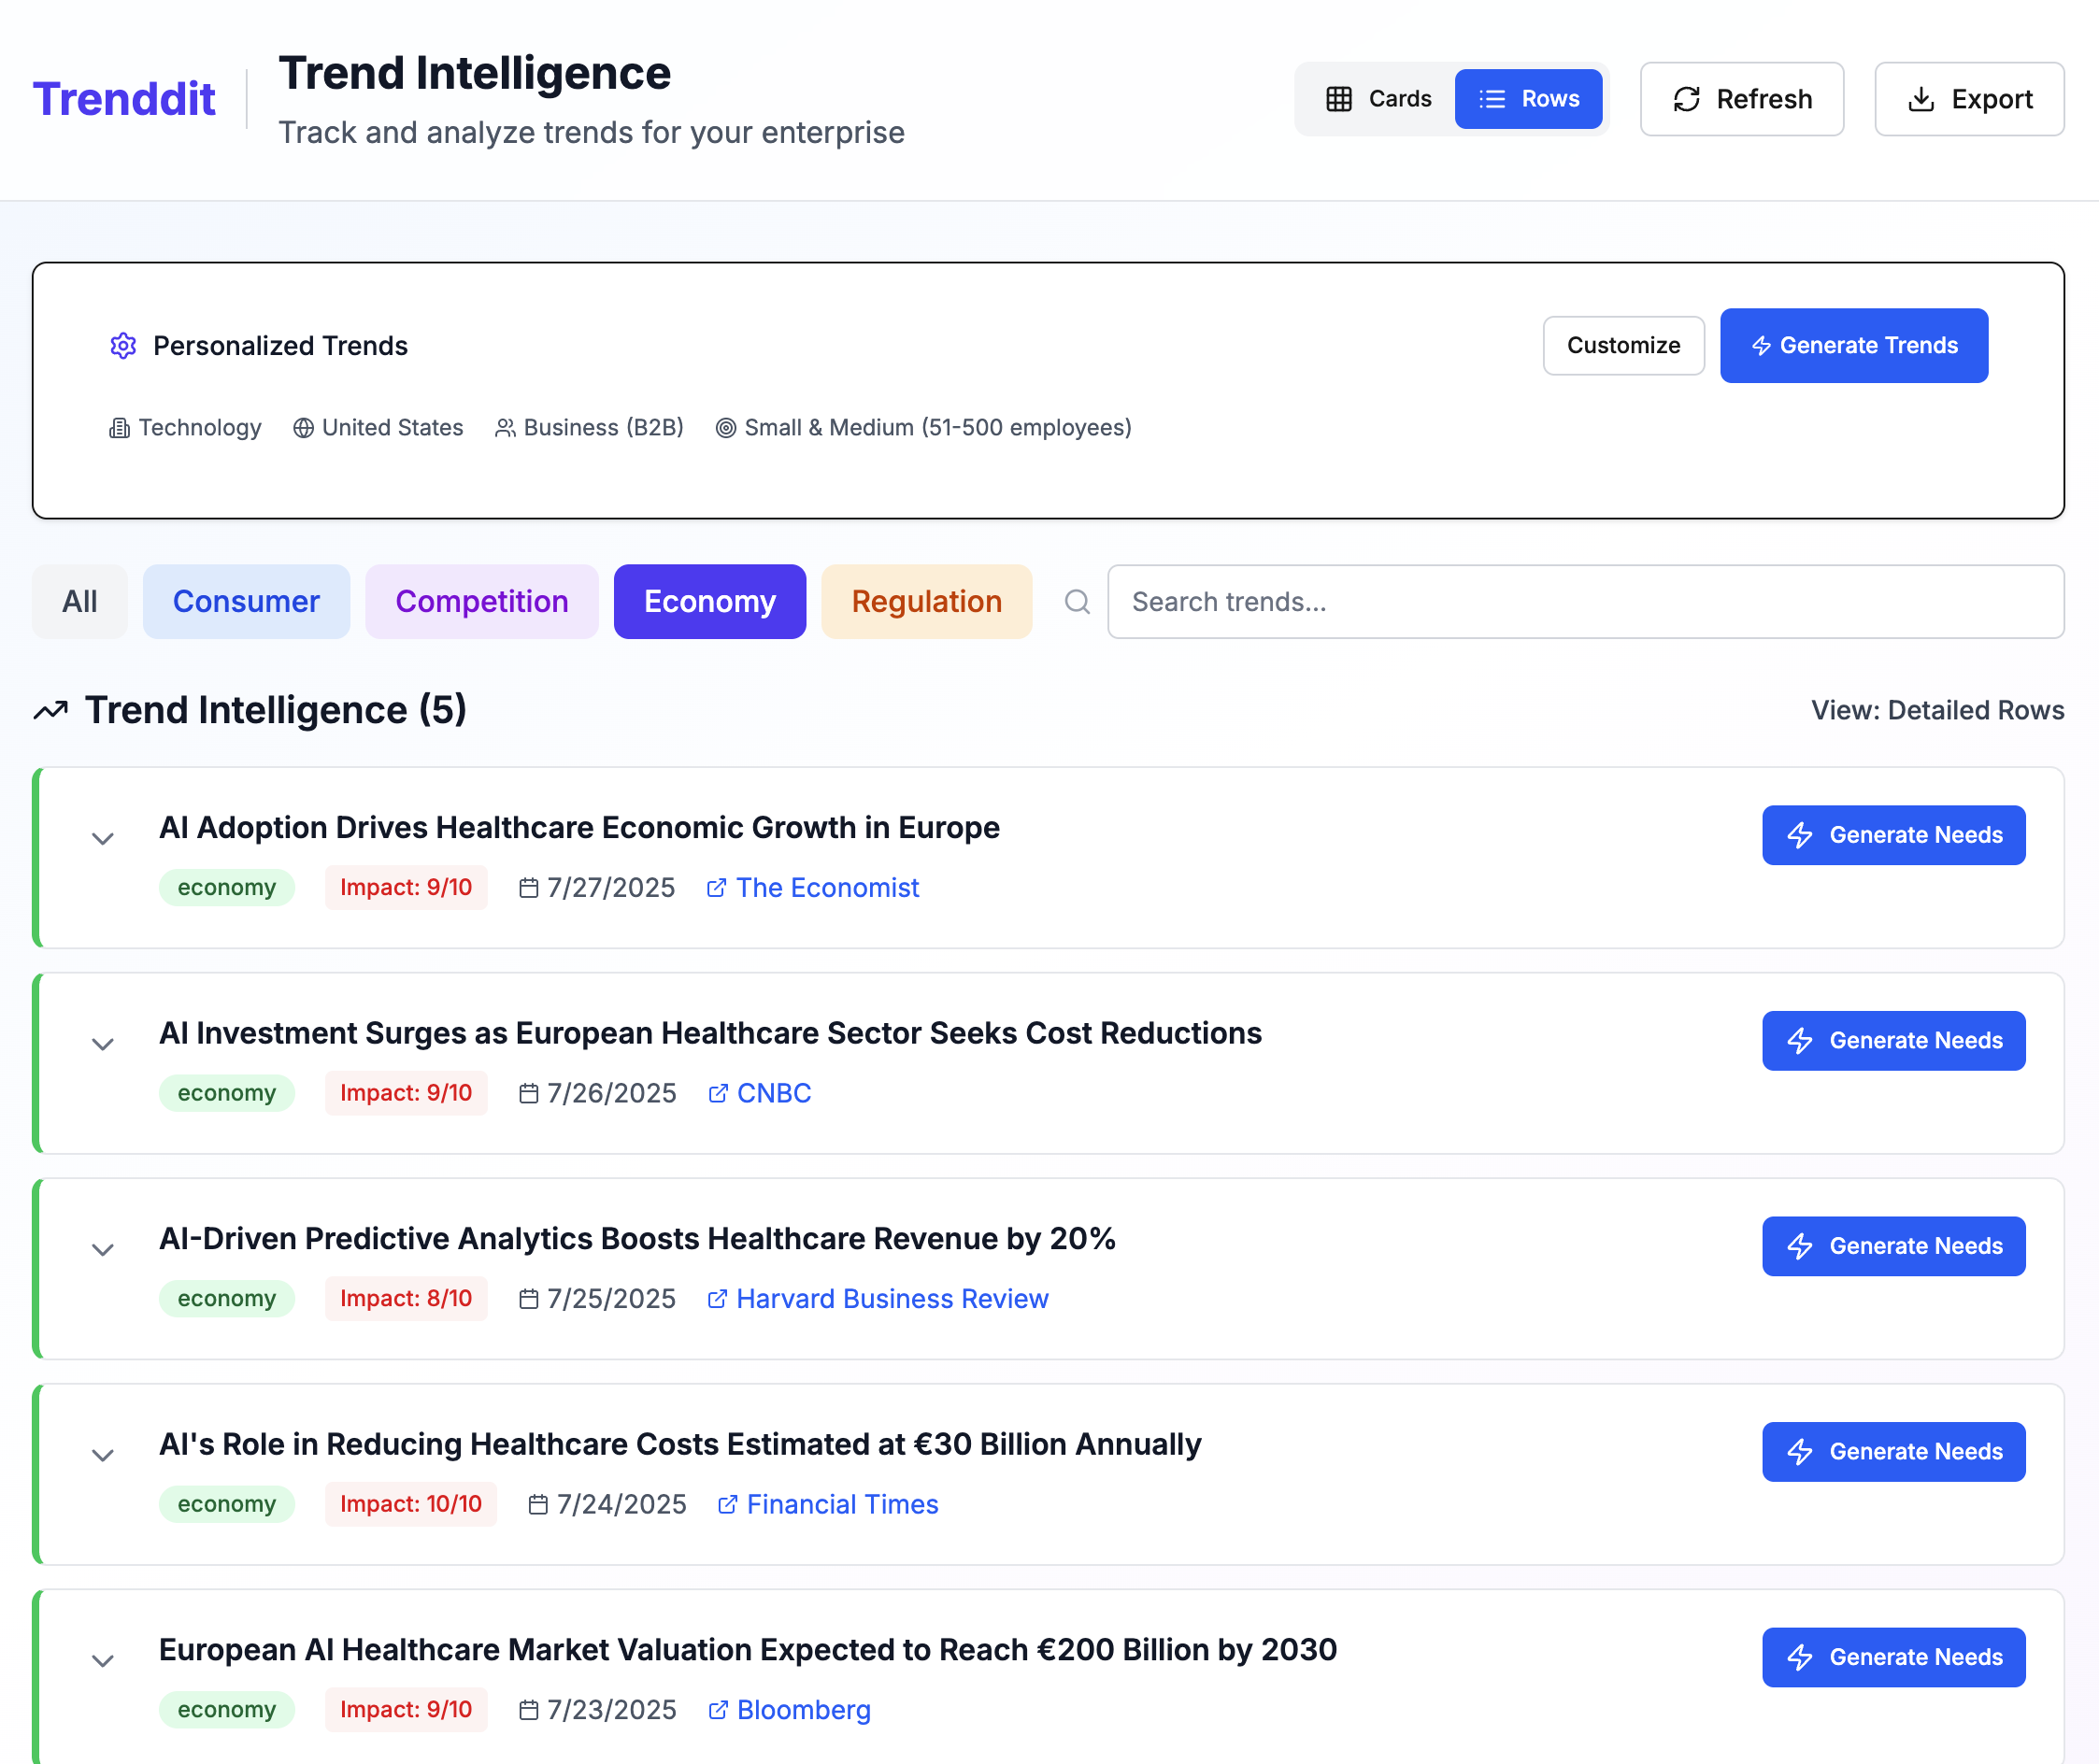 Trenddit
Trend Intelligence
Track and analyze trends for your enterprise
Cards
Rows
Refresh
Export
Personalized Trends
Customize
Generate Trends
Technology
United States
Business (B2B)
Small & Medium (51-500 employees)
All
Consumer
Competition
Economy
Regulation
Search trends...
Trend Intelligence (5)
View: Detailed Rows
AI Adoption Drives Healthcare Economic Growth in Europe
Generate Needs
economy
Impact: 9/10
7/27/2025
The Economist
AI Investment Surges as European Healthcare Sector Seeks Cost Reductions
Generate Needs
economy
Impact: 9/10
7/26/2025
CNBC
AI-Driven Predictive Analytics Boosts Healthcare Revenue by 20%
Generate Needs
economy
Impact: 8/10
7/25/2025
Harvard Business Review
AI's Role in Reducing Healthcare Costs Estimated at €30 Billion Annually
Generate Needs
economy
Impact: 10/10
7/24/2025
Financial Times
European AI Healthcare Market Valuation Expected to Reach €200 Billion by 2030
Generate Needs
economy
Impact: 9/10
7/23/2025
Bloomberg